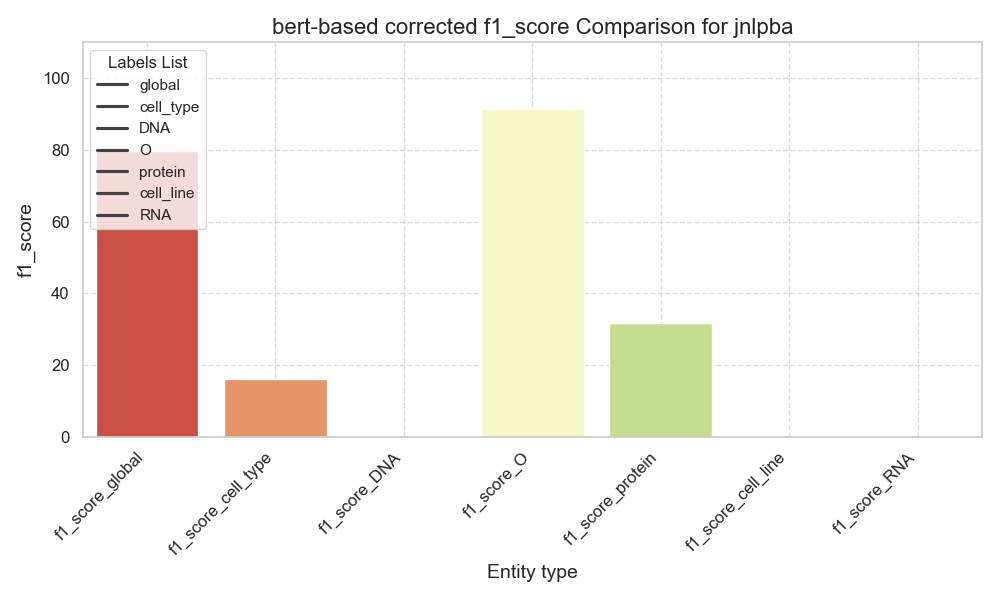 bert-based corrected f1_score Comparison for jnlpba
Labels List
global
cell_type
DNA
O
protein
cell_line
RNA
f1_score
100
80
60
40
20
0
f1_score_global
f1_score_cell_type
f1_score_DNA
f1_score_O
f1_score_protein
f1_score_cell_line
f1_score_RNA
Entity type